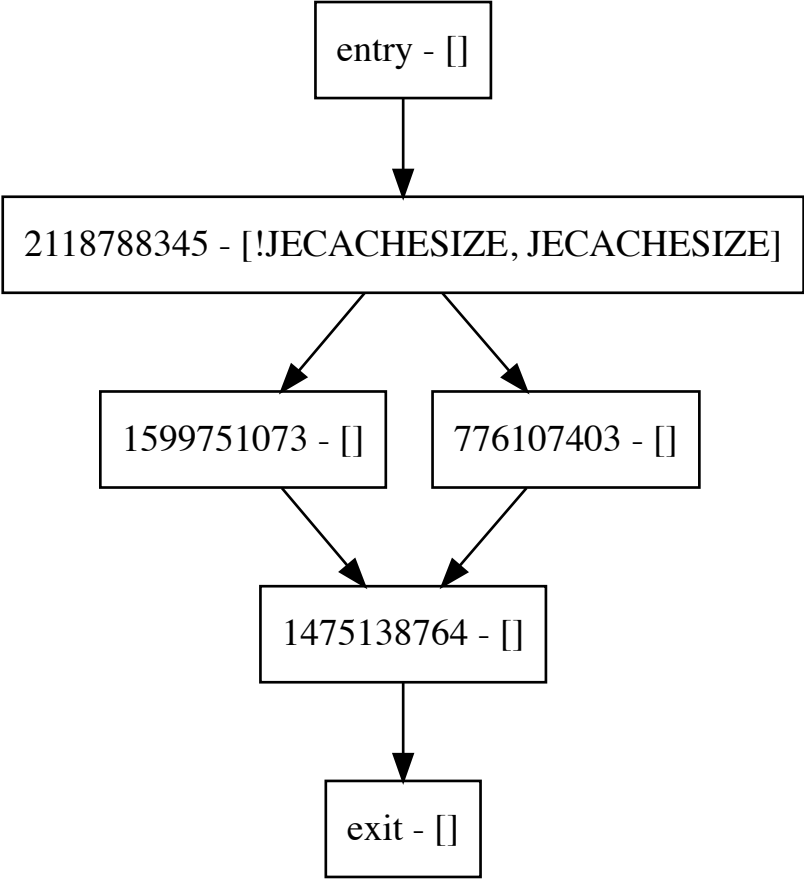 entry - []
2118788345 - [!JECACHESIZE, JECACHESIZE]
1599751073 - []
776107403 - []
1475138764 - []
exit - []